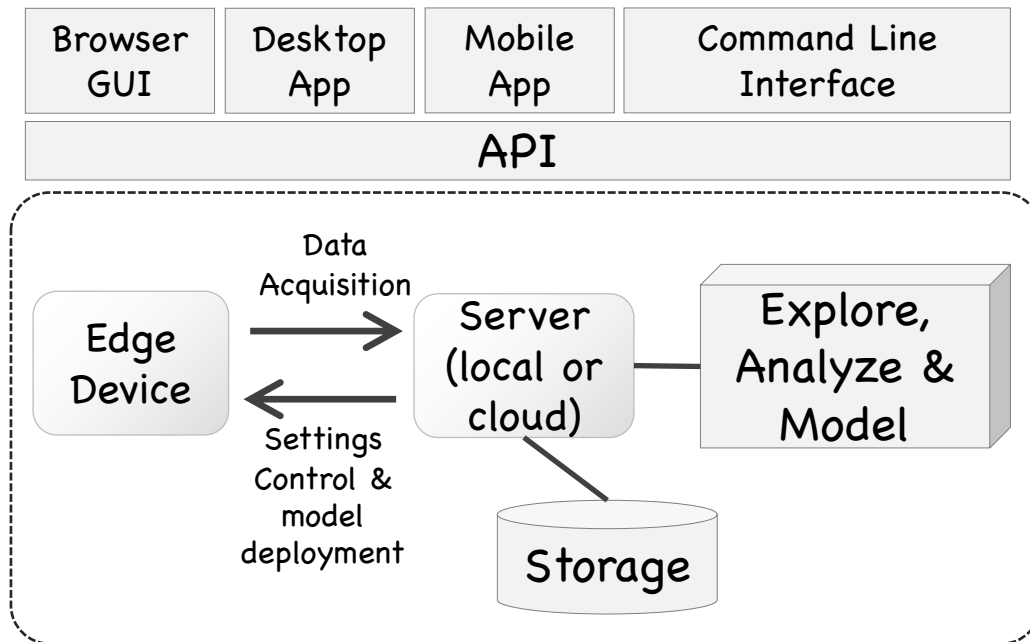 Browser
GUI
Desktop
App
Mobile
App
Command Line
Interface
API
Data
Acquisition
Edge
Device
Server
(local or
cloud)
Explore,
Analyze &
Model
Settings
Control &
model
deployment
Storage